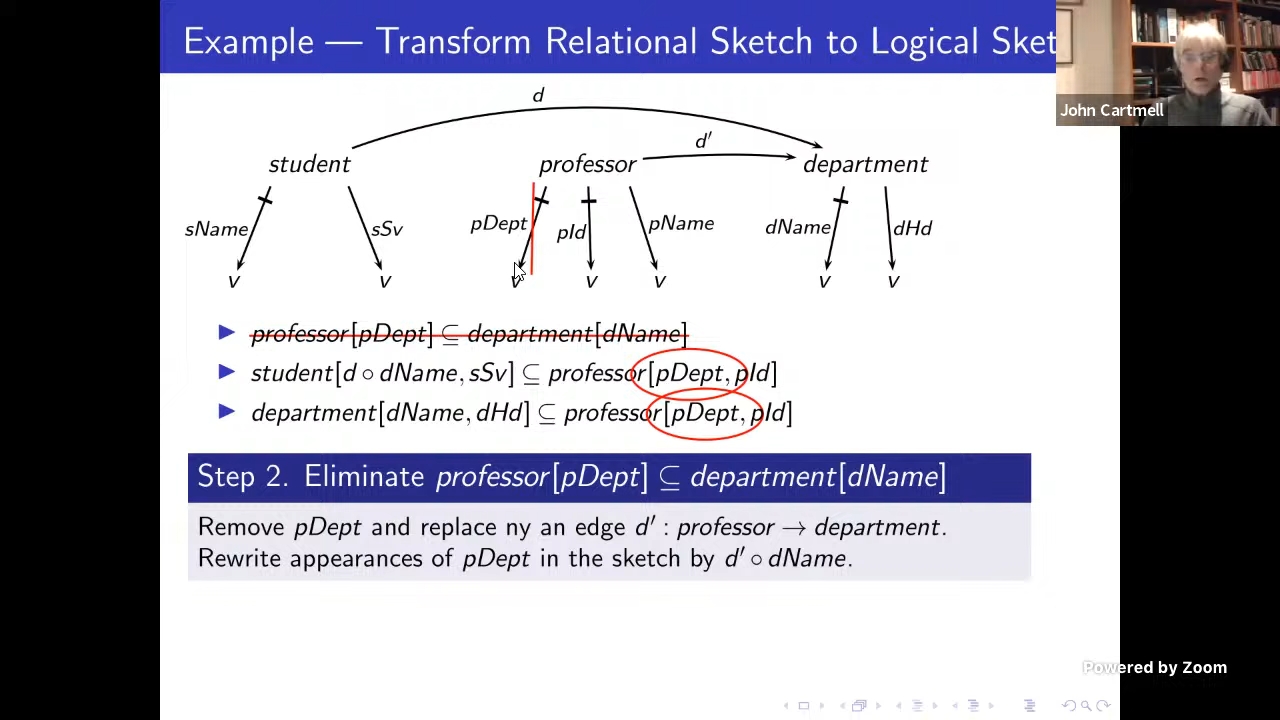 Example — Transform Relational Sketch to Logical Sket
John Cartmell
d
student professor d′ department
sName sSv pDept pId pName dName dHd
v v v v v v v
professor[pDept] ⊆ department[dName]
student[d ∘ dName, sSv] ⊆ professor[pDept, pId]
department[dName, dHd] ⊆ professor[pDept, pId]
Step 2. Eliminate professor[pDept] ⊆ department[dName]
Remove pDept and replace ny an edge d′ : professor → department.
Rewrite appearances of pDept in the sketch by d′ ∘ dName.
Powered by Zoom